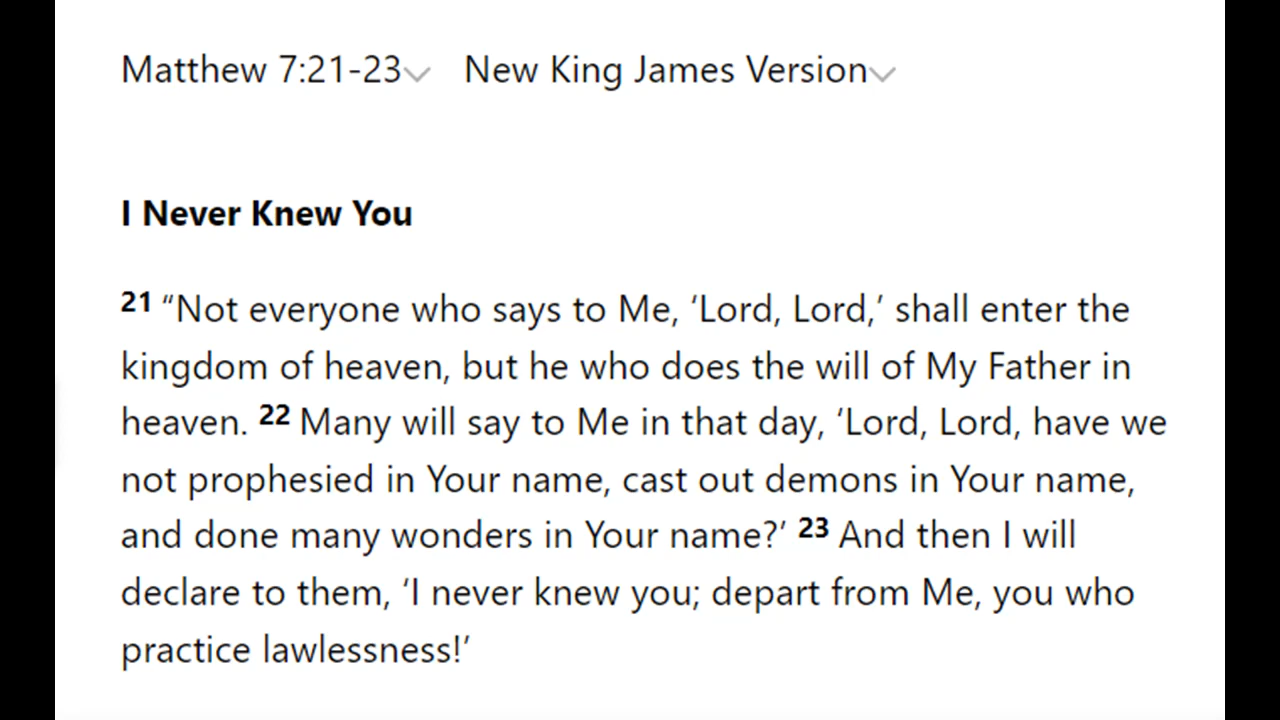 Matthew 7:21-23 New King James Version
I Never Knew You
21 “Not everyone who says to Me, ‘Lord, Lord,’ shall enter the
kingdom of heaven, but he who does the will of My Father in
heaven. 22 Many will say to Me in that day, ‘Lord, Lord, have we
not prophesied in Your name, cast out demons in Your name,
and done many wonders in Your name?’ 23 And then I will
declare to them, ‘I never knew you; depart from Me, you who
practice lawlessness!’